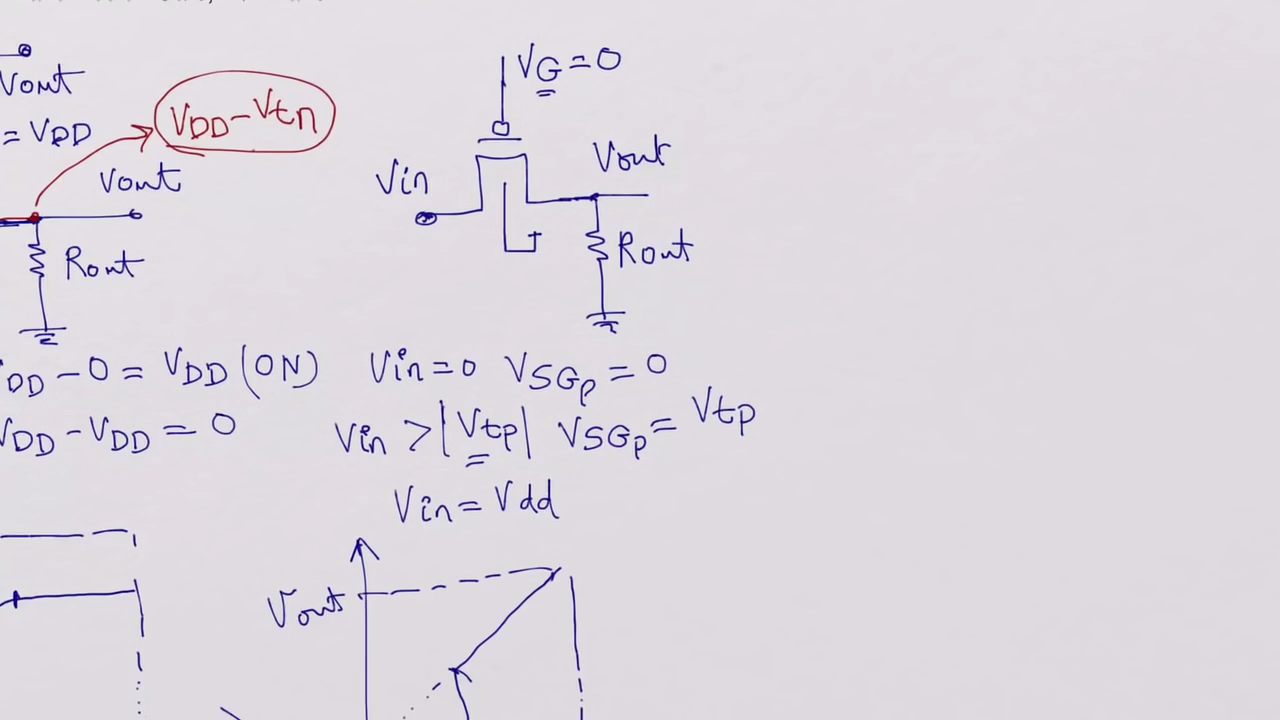 Vout
= VDD
VDD-Vtn
Vout
Rout
VG=0
Vin
Vout
Rout
DD - 0 = VDD (ON)
VDD - VDD = 0
Vin=0 VSGp = 0
Vin > |Vtp| VSGp = Vtp
Vin = Vdd
Vout